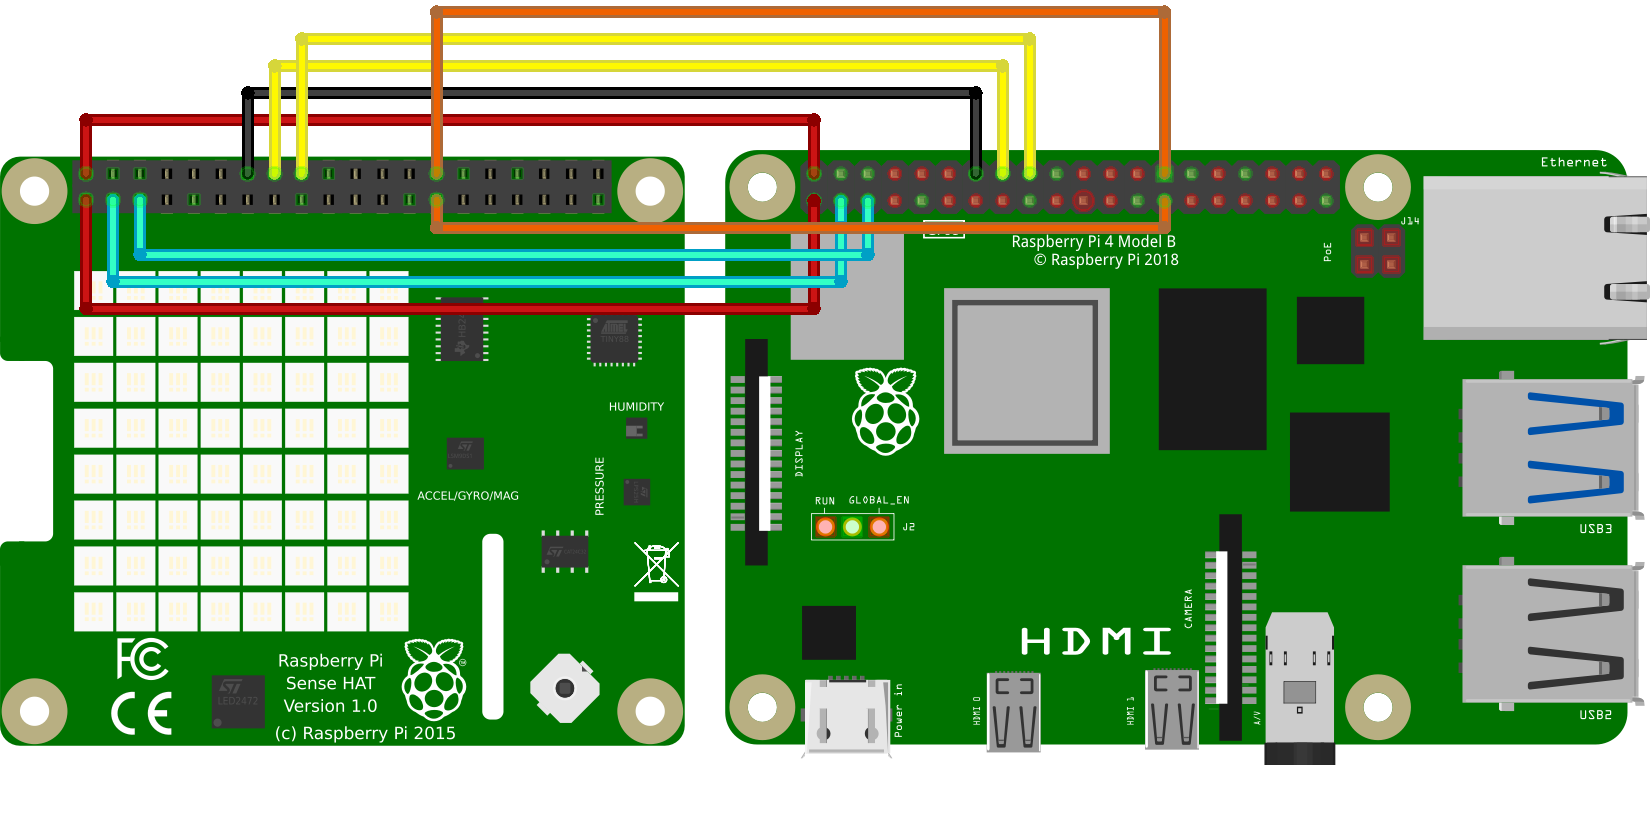 Ethernet
J14
PoE
Raspberry Pi 4 Model B
© Raspberry Pi 2018
TINY88
HUMIDITY
PRESSURE
ACCEL/GYRO/MAG
DISPLAY
RUN
GLOBAL_EN
J2
USB3
CAMERA
HDMI
FC
CE
LED2472
Raspberry Pi
Sense HAT
Version 1.0
(c) Raspberry Pi 2015
Power in
HDMI 0
HDMI 1
A/V
USB2